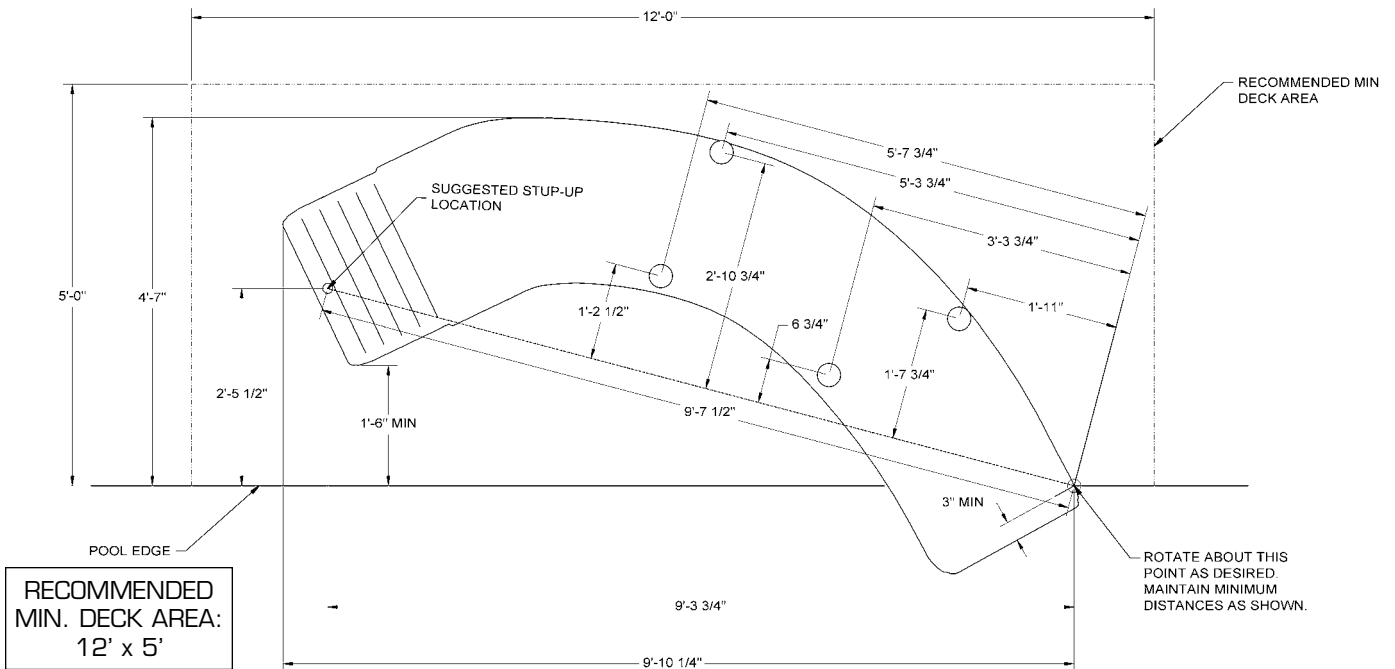 12'-0"
RECOMMENDED MIN
DECK AREA
5'-7 3/4"
5'-3 3/4"
SUGGESTED STUP-UP
LOCATION
3'-3 3/4"
2'-10 3/4"
5'-0"
4'-7"
1'-11"
1'-2 1/2"
6 3/4"
1'-7 3/4"
2'-5 1/2"
9'-7 1/2"
1'-6" MIN
3" MIN
POOL EDGE
ROTATE ABOUT THIS
POINT AS DESIRED.
MAINTAIN MINIMUM
DISTANCES AS SHOWN.
RECOMMENDED
MIN. DECK AREA:
12' x 5'
9'-3 3/4"
9'-10 1/4"